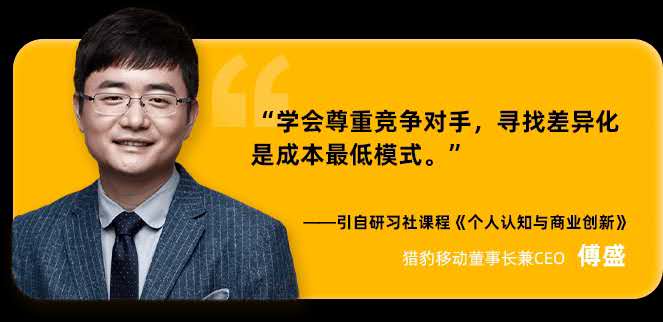 “学会尊重竞争对手，寻找差异化
是成本最低模式。”
——引自研习社课程《个人认知与商业创新》
猎豹移动董事长兼CEO 傅盛